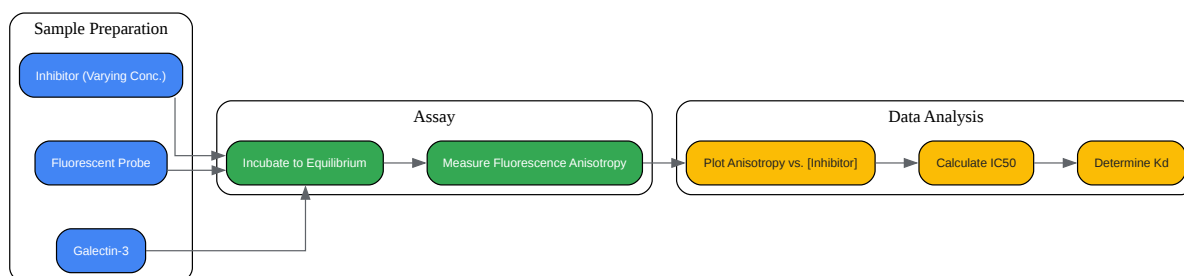 Sample Preparation
Inhibitor (Varying Conc.)
Fluorescent Probe
Galectin-3
Assay
Incubate to Equilibrium
Measure Fluorescence Anisotropy
Data Analysis
Plot Anisotropy vs. [Inhibitor]
Calculate IC50
Determine Kd